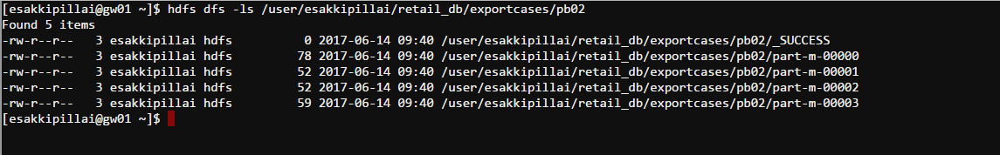 [esakkipillai@gw01 ~]$ hdfs dfs -ls /user/esakkipillai/retail_db/exportcases/pb02
Found 5 items
-rw-r--r--   3 esakkipillai hdfs          0 2017-06-14 09:40 /user/esakkipillai/retail_db/exportcases/pb02/_SUCCESS
-rw-r--r--   3 esakkipillai hdfs         78 2017-06-14 09:40 /user/esakkipillai/retail_db/exportcases/pb02/part-m-00000
-rw-r--r--   3 esakkipillai hdfs         52 2017-06-14 09:40 /user/esakkipillai/retail_db/exportcases/pb02/part-m-00001
-rw-r--r--   3 esakkipillai hdfs         52 2017-06-14 09:40 /user/esakkipillai/retail_db/exportcases/pb02/part-m-00002
-rw-r--r--   3 esakkipillai hdfs         59 2017-06-14 09:40 /user/esakkipillai/retail_db/exportcases/pb02/part-m-00003
[esakkipillai@gw01 ~]$